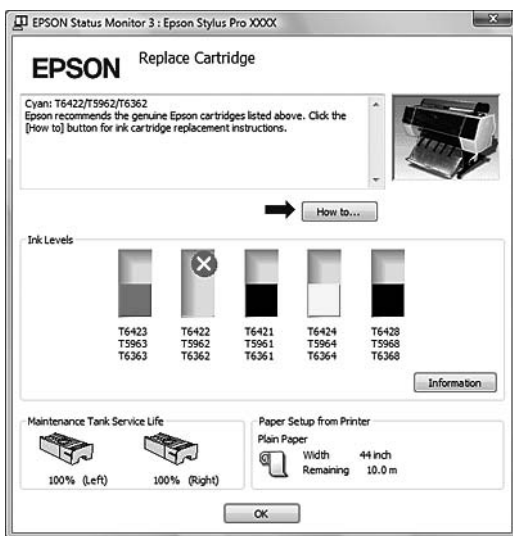 EPSON Status Monitor 3 : Epson Stylus Pro XXXX
EPSON
Replace Cartridge
Cyan: T6422/T5962/T6362
Epson recommends the genuine Epson cartridges listed above. Click the
[How to] button for ink cartridge replacement instructions.
How to...
Ink Levels
T6423 T6422 T6421 T6424 T6428
T5963 T5962 T5961 T5964 T5968
T6363 T6362 T6361 T6364 T6368
Information
Maintenance Tank Service Life
100% (Left) 100% (Right)
Paper Setup from Printer
Plain Paper
Width 44 inch
Remaining 10.0 m
OK